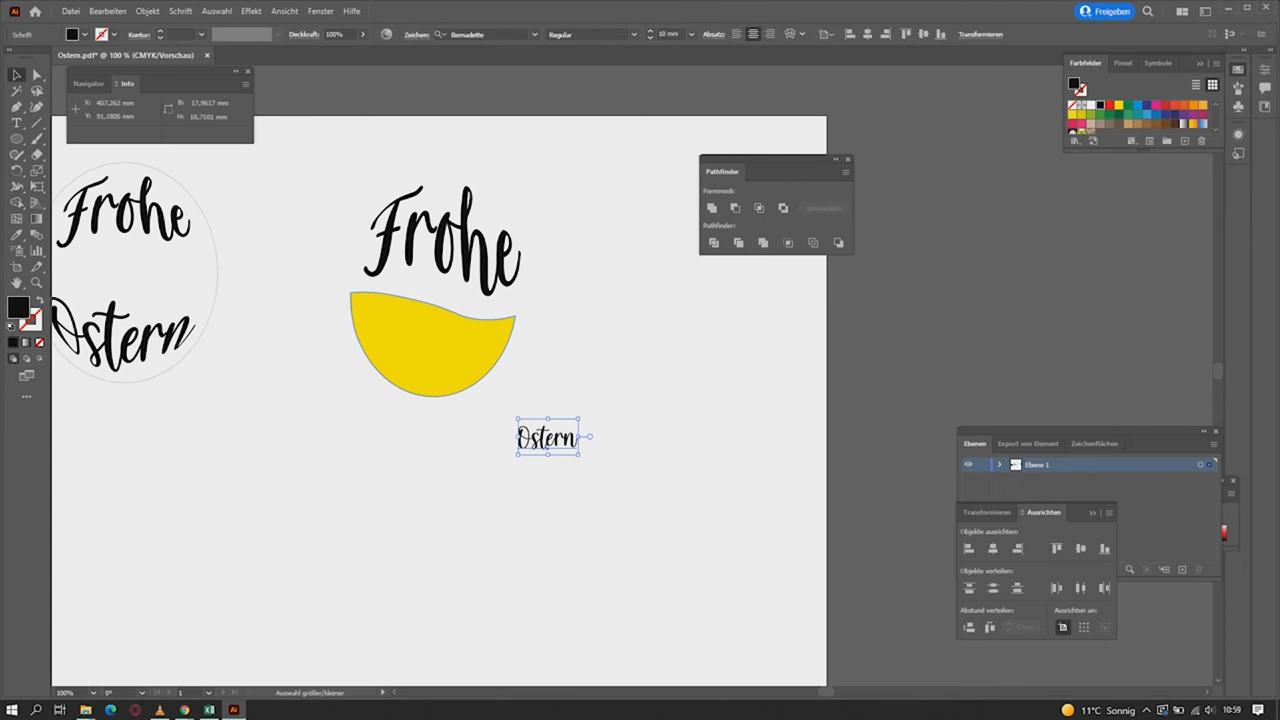 Ai Datei Bearbeiten Objekt Schrift Auswahl Effekt Ansicht Fenster Hilfe Freigeben
Schrift Kontur: Deckkraft: 100% Zeichen: Bernadette Regular 10 mm Absatz: Transformieren
Ostern.pdf* @ 100 % (CMYK/Vorschau)
Navigator Info
X: 407,262 mm B: 17,9617 mm
Y: 91,1805 mm H: 10,7101 mm
Farbfelder Pinsel Symbole
Pathfinder
Formmodi:
Pathfinder:
Frohe
Ostern
Frohe
Ostern
Ebenen Export von Element Zeichenflächen
Ebene 1
Transformieren Ausrichten
Objekte ausrichten:
Objekte verteilen:
Abstand verteilen: Ausrichten an:
100% 0° 1 Auswahl größer/kleiner
11°C Sonnig 10:59